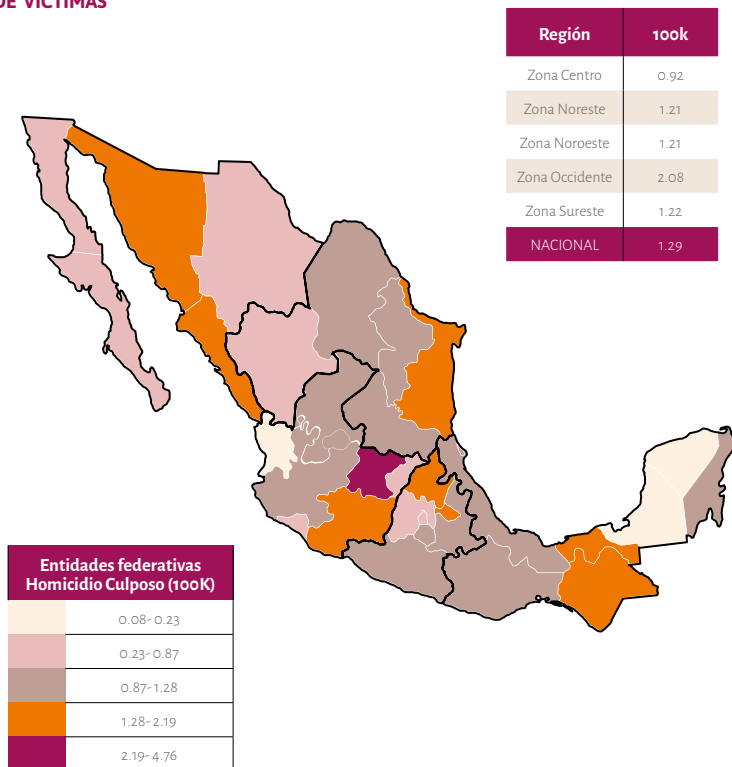 DE VÍCTIMAS
Región 100k
Zona Centro 0.92
Zona Noreste 1.21
Zona Noroeste 1.21
Zona Occidente 2.08
Zona Sureste 1.22
NACIONAL 1.29
Entidades federativas
Homicidio Culposo (100K)
0.08- 0.23
0.23- 0.87
0.87- 1.28
1.28- 2.19
2.19- 4.76